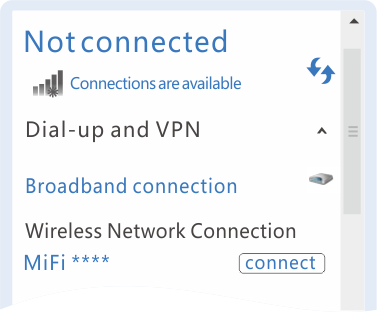 Not connected
Connections are available
Dial-up and VPN
Broadband connection
Wireless Network Connection
MiFi ****
connect